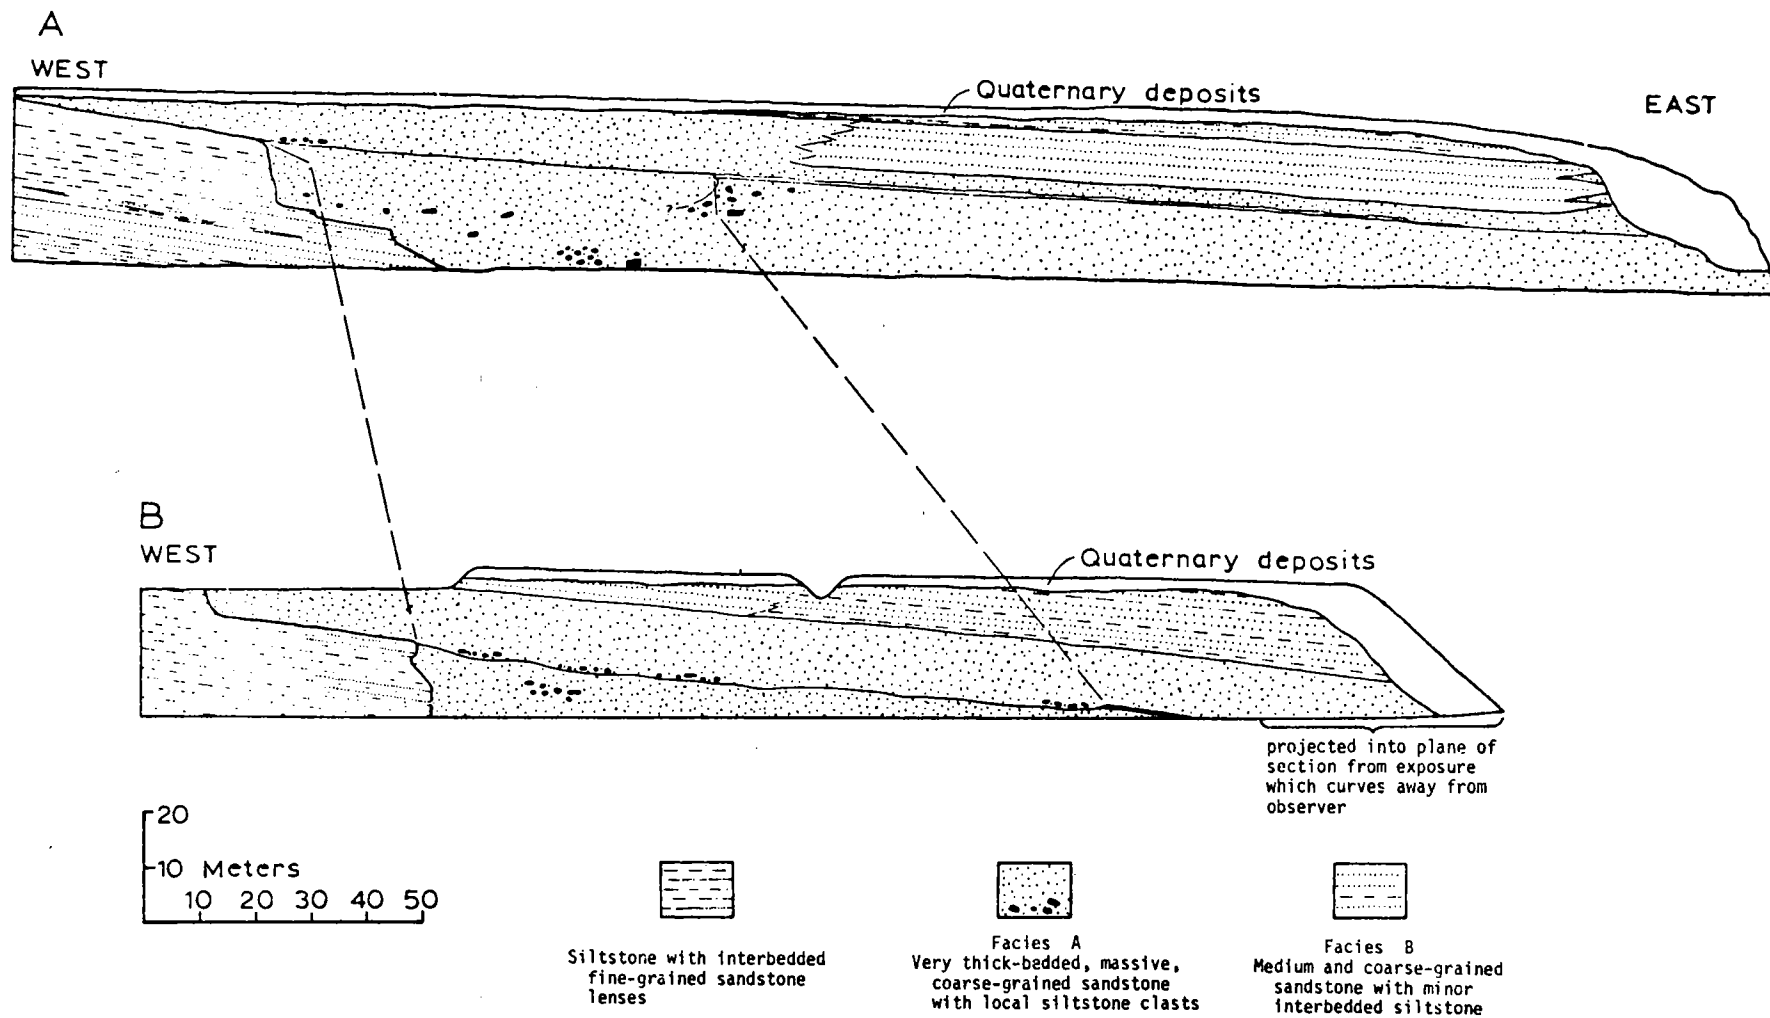 A
WEST
Quaternary deposits
EAST
?
B
WEST
Quaternary deposits
projected into plane of
section from exposure
which curves away from
observer
20
10 Meters
10 20 30 40 50
Siltstone with interbedded
fine-grained sandstone
lenses
Facies A
Very thick-bedded, massive,
coarse-grained sandstone
with local siltstone clasts
Facies B
Medium and coarse-grained
sandstone with minor
interbedded siltstone